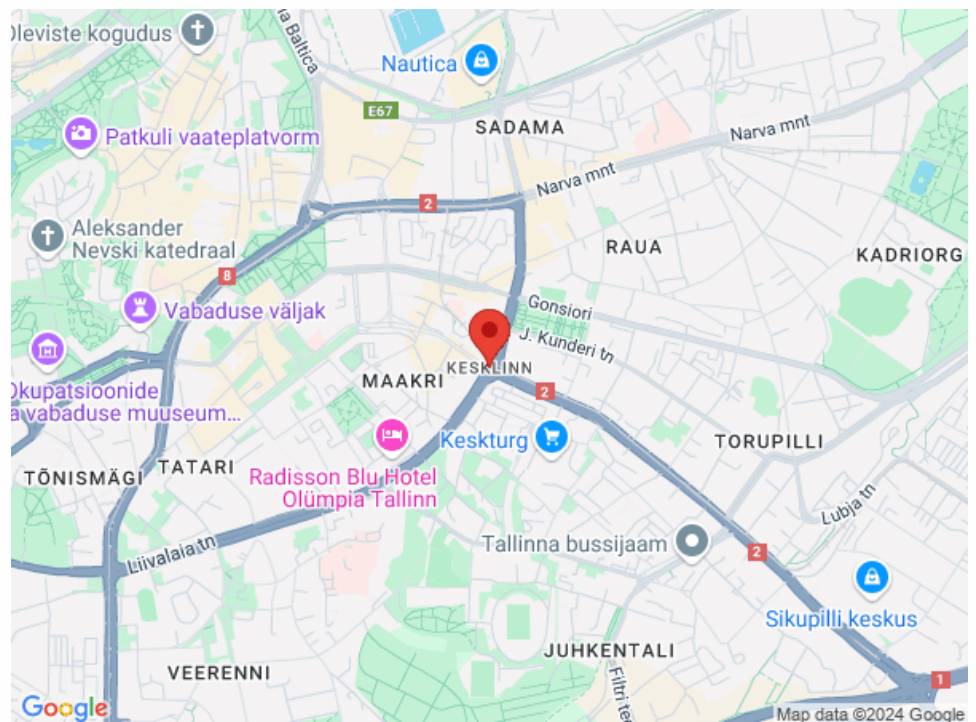 Oleviste kogudus
Baltica
Nautica
E67
SADAMA
Narva mnt
Patkuli vaateplatvorm
Narva mnt
2
RAUA
Aleksander
Nevski katedraal
KADRIORG
8
Vabaduse väljak
Gonsiori
J. Kunderi tn
KESKLINN
MAAKRI
2
Okupatsioonide
a vabaduse muuseum...
Keskturg
TORUPILLI
TATARI
TÕNISMÄGI
Radisson Blu Hotel
Olümpia Tallinn
Lubja tn
Liivalaia tn
Tallinna bussijaam
2
Sikupilli keskus
JUHKENTALI
VEERENNI
Filtri tee
1
Google
Map data ©2024 Google